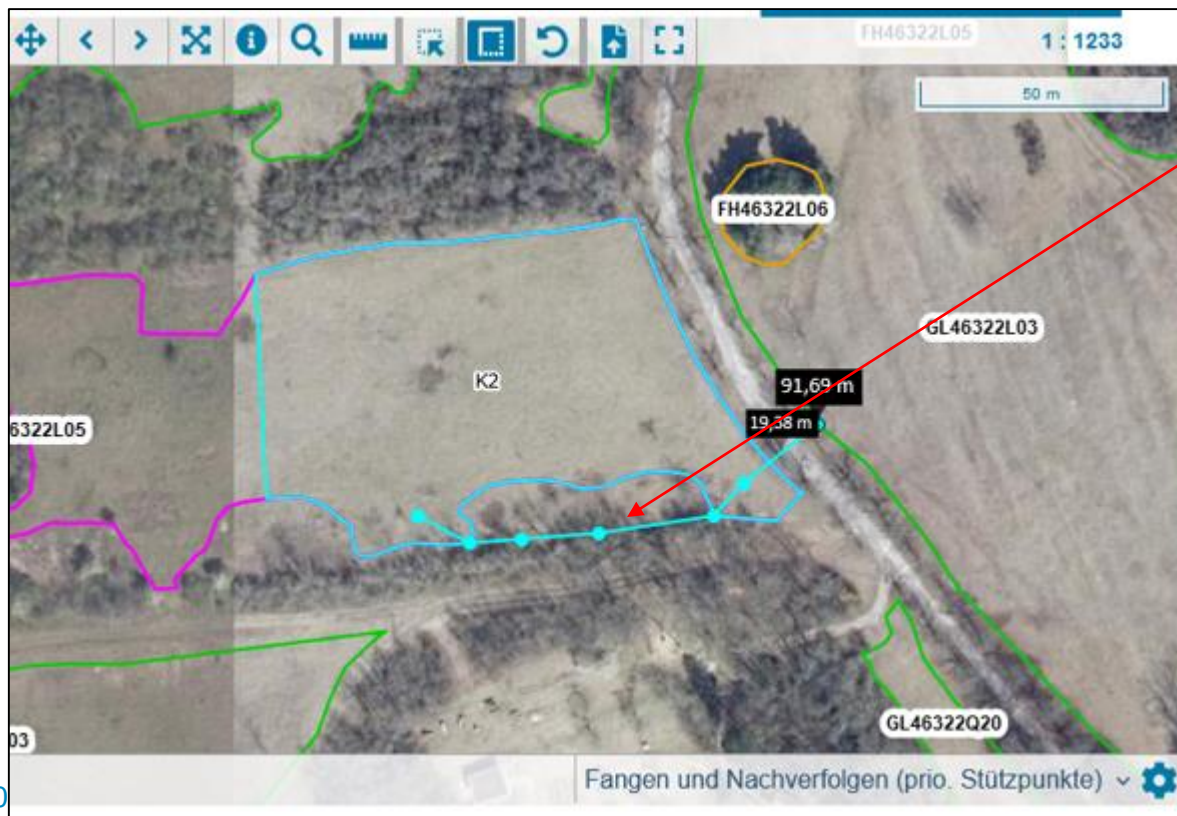 FH46322L05
1 : 1233
50 m
FH46322L06
GL46322L03
K2
91,69 m
19,38 m
6322L05
GL46322Q20
03
Fangen und Nachverfolgen (prio. Stützpunkte)